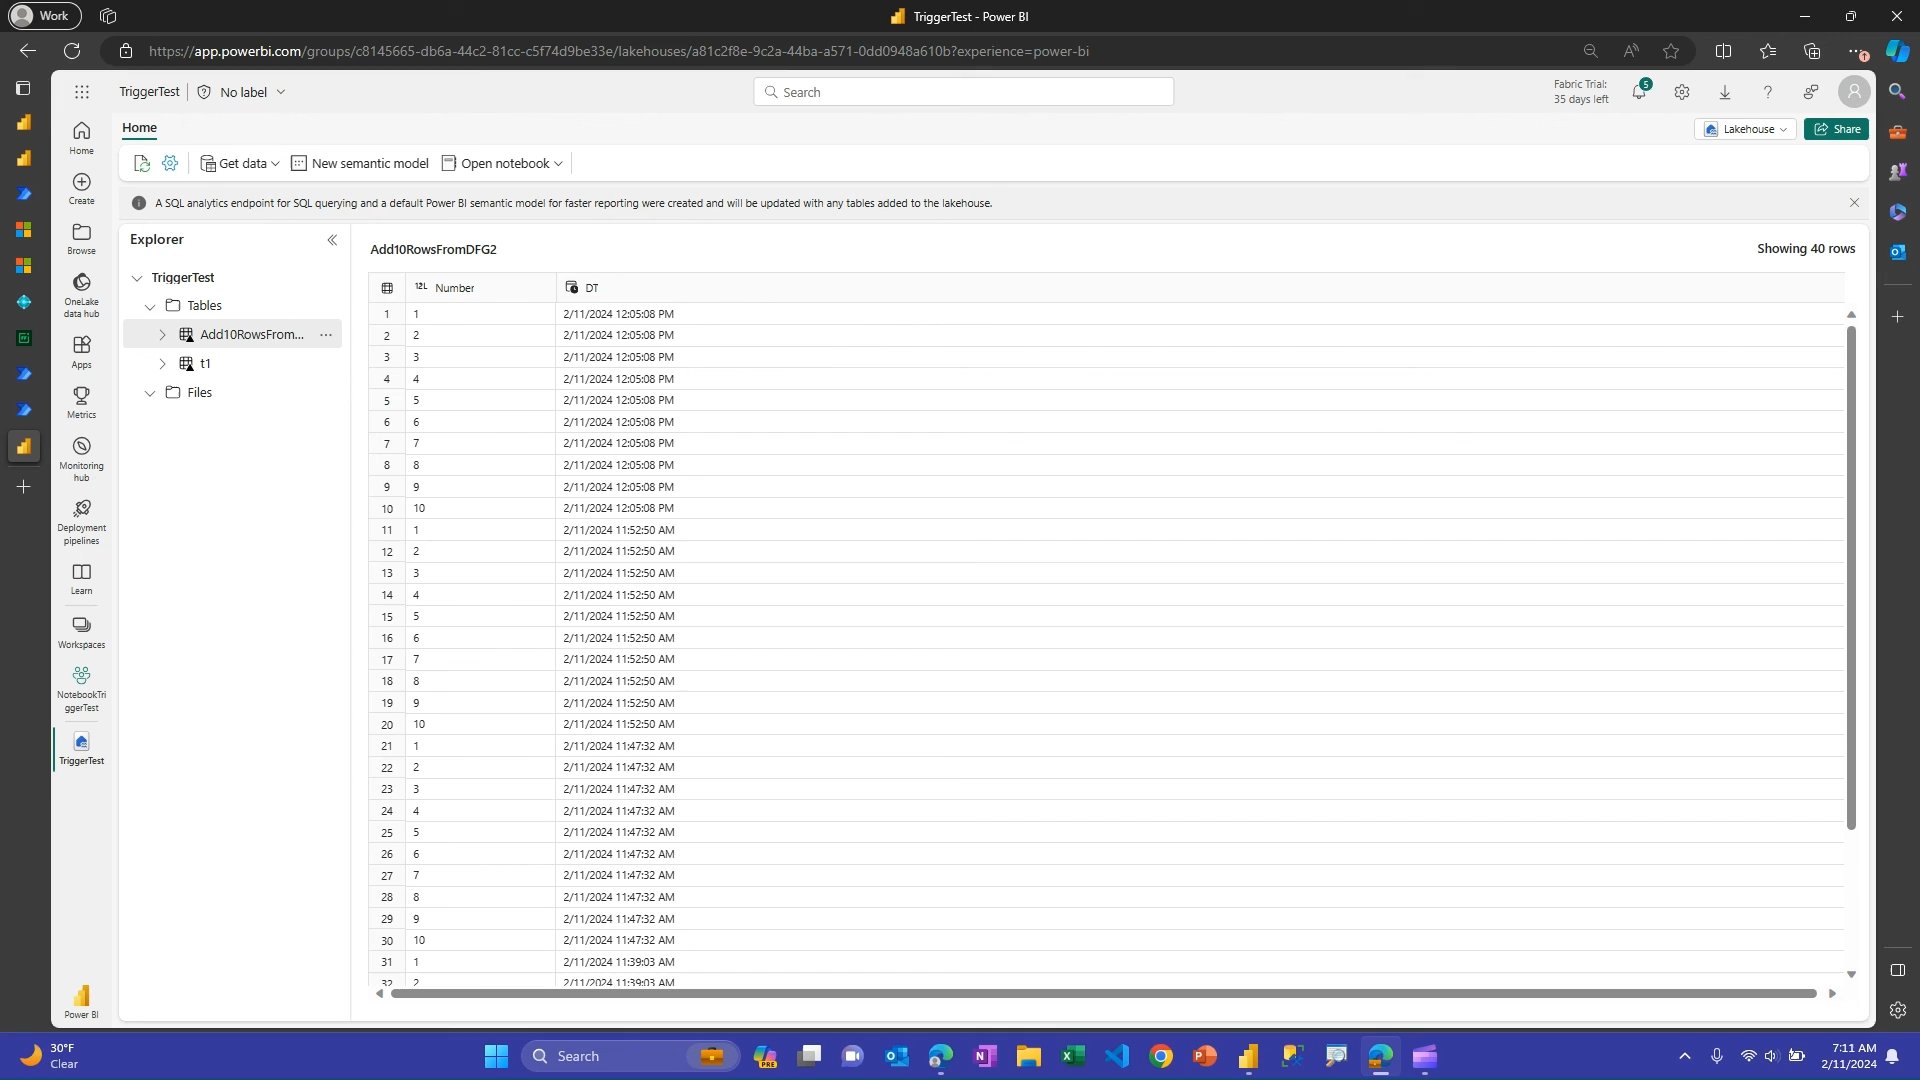 Work
TriggerTest - Power BI
https://app.powerbi.com/groups/c8145665-db6a-44c2-81cc-c5f74d9be33e/lakehouses/a81c2f8e-9c2a-44ba-a571-0dd0948a610b?experience=power-bi
TriggerTest
No label
Search
Fabric Trial:
35 days left
5
Home
Lakehouse
Share
Get data
New semantic model
Open notebook
A SQL analytics endpoint for SQL querying and a default Power BI semantic model for faster reporting were created and will be updated with any tables added to the lakehouse.
Home
Create
Browse
OneLake
data hub
Apps
Metrics
Monitoring
hub
Deployment
pipelines
Learn
Workspaces
NotebookTri
ggerTest
TriggerTest
Power BI
Explorer
TriggerTest
Tables
Add10RowsFrom...
t1
Files
Add10RowsFromDFG2
Showing 40 rows
12L Number DT
1 1 2/11/2024 12:05:08 PM
2 2 2/11/2024 12:05:08 PM
3 3 2/11/2024 12:05:08 PM
4 4 2/11/2024 12:05:08 PM
5 5 2/11/2024 12:05:08 PM
6 6 2/11/2024 12:05:08 PM
7 7 2/11/2024 12:05:08 PM
8 8 2/11/2024 12:05:08 PM
9 9 2/11/2024 12:05:08 PM
10 10 2/11/2024 12:05:08 PM
11 1 2/11/2024 11:52:50 AM
12 2 2/11/2024 11:52:50 AM
13 3 2/11/2024 11:52:50 AM
14 4 2/11/2024 11:52:50 AM
15 5 2/11/2024 11:52:50 AM
16 6 2/11/2024 11:52:50 AM
17 7 2/11/2024 11:52:50 AM
18 8 2/11/2024 11:52:50 AM
19 9 2/11/2024 11:52:50 AM
20 10 2/11/2024 11:52:50 AM
21 1 2/11/2024 11:47:32 AM
22 2 2/11/2024 11:47:32 AM
23 3 2/11/2024 11:47:32 AM
24 4 2/11/2024 11:47:32 AM
25 5 2/11/2024 11:47:32 AM
26 6 2/11/2024 11:47:32 AM
27 7 2/11/2024 11:47:32 AM
28 8 2/11/2024 11:47:32 AM
29 9 2/11/2024 11:47:32 AM
30 10 2/11/2024 11:47:32 AM
31 1 2/11/2024 11:39:03 AM
32 2 2/11/2024 11:39:03 AM
30°F
Clear
Search
PRE
7:11 AM
2/11/2024